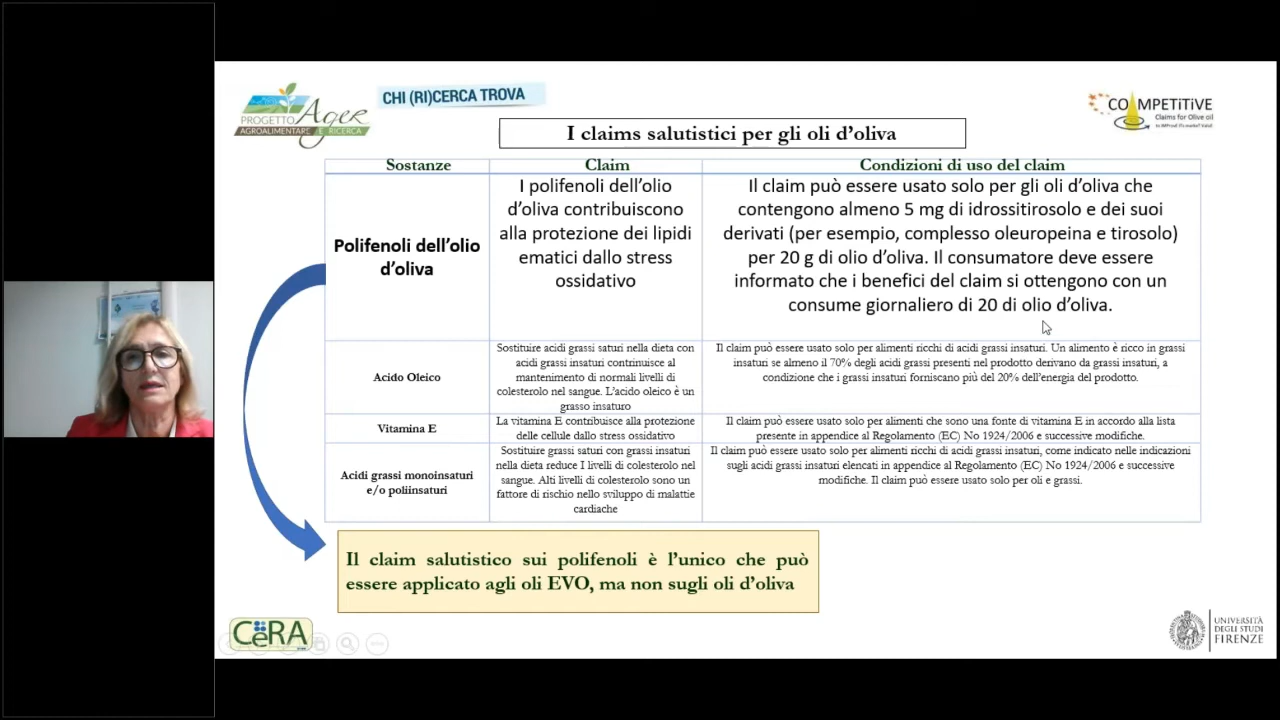 PROGETTO Ager
AGROALIMENTARE E RICERCA
CHI (RI)CERCA TROVA
COMPETITIVE
Claims for Olive oil
I claims salutistici per gli oli d'oliva
Sostanze
Claim
Condizioni di uso del claim
Polifenoli dell'olio
d'oliva
I polifenoli dell'olio
d'oliva contribuiscono
alla protezione dei lipidi
ematici dallo stress
ossidativo
Il claim può essere usato solo per gli oli d'oliva che
contengono almeno 5 mg di idrossitirosolo e dei suoi
derivati (per esempio, complesso oleuropeina e tirosolo)
per 20 g di olio d'oliva. Il consumatore deve essere
informato che i benefici del claim si ottengono con un
consume giornaliero di 20 di olio d'oliva.
Acido Oleico
Sostituire acidi grassi saturi nella dieta con
acidi grassi insaturi contrinuisce al
mantenimento di normali livelli di
colesterolo nel sangue. L'acido oleico è un
grasso insaturo
Il claim può essere usato solo per alimenti ricchi di acidi grassi insaturi. Un alimento è ricco in grassi
insaturi se almeno il 70% degli acidi grassi presenti nel prodotto derivano da grassi insaturi, a
condizione che i grassi insaturi forniscano più del 20% dell'energia del prodotto.
Vitamina E
La vitamina E contribuisce alla protezione
delle cellule dallo stress ossidativo
Il claim può essere usato solo per alimenti che sono una fonte di vitamina E in accordo alla lista
presente in appendice al Regolamento (EC) No 1924/2006 e successive modifiche.
Acidi grassi monoinsaturi
e/o poliinsaturi
Sostituire grassi saturi con grassi insaturi
nella dieta reduce I livelli di colesterolo nel
sangue. Alti livelli di colesterolo sono un
fattore di rischio nello sviluppo di malattie
cardiache
Il claim può essere usato solo per alimenti ricchi di acidi grassi insaturi, come indicato nelle indicazioni
sugli acidi grassi insaturi elencati in appendice al Regolamento (EC) No 1924/2006 e successive
modifiche. Il claim può essere usato solo per oli e grassi.
Il claim salutistico sui polifenoli è l'unico che può
essere applicato agli oli EVO, ma non sugli oli d'oliva
CeRA
UNIVERSITÀ
DEGLI STUDI
FIRENZE